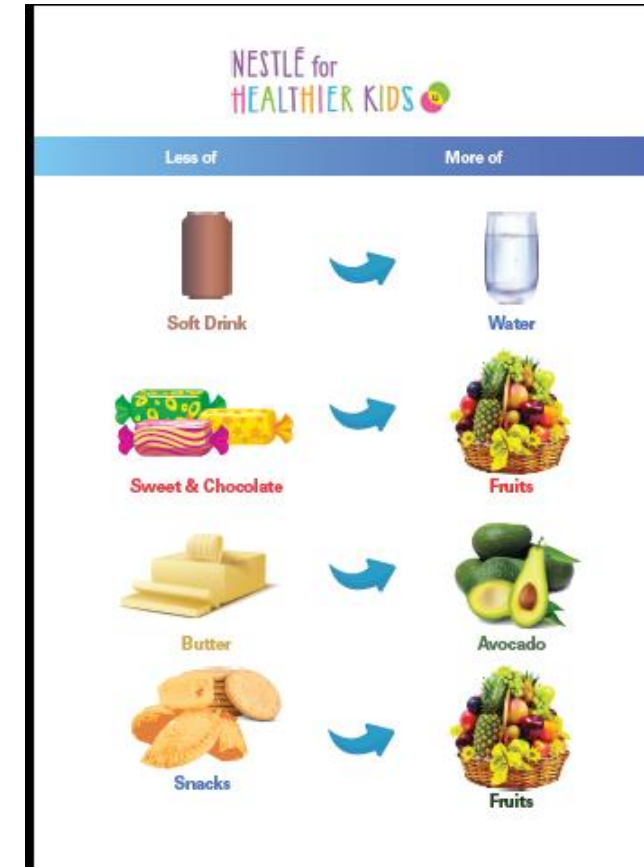 NESTLÉ for
HEALTHIER KIDS
Less of More of
Soft Drink Water
Sweet & Chocolate Fruits
Butter Avocado
Snacks Fruits